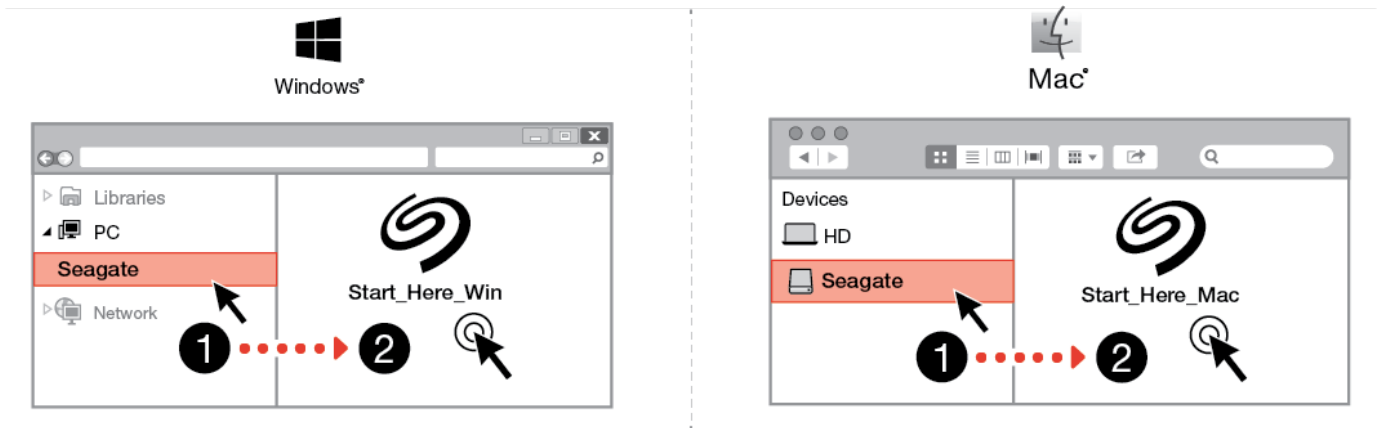 Windows®
Libraries
PC
Seagate
Network
Start_Here_Win
1
2
Mac®
Devices
HD
Seagate
Start_Here_Mac
1
2